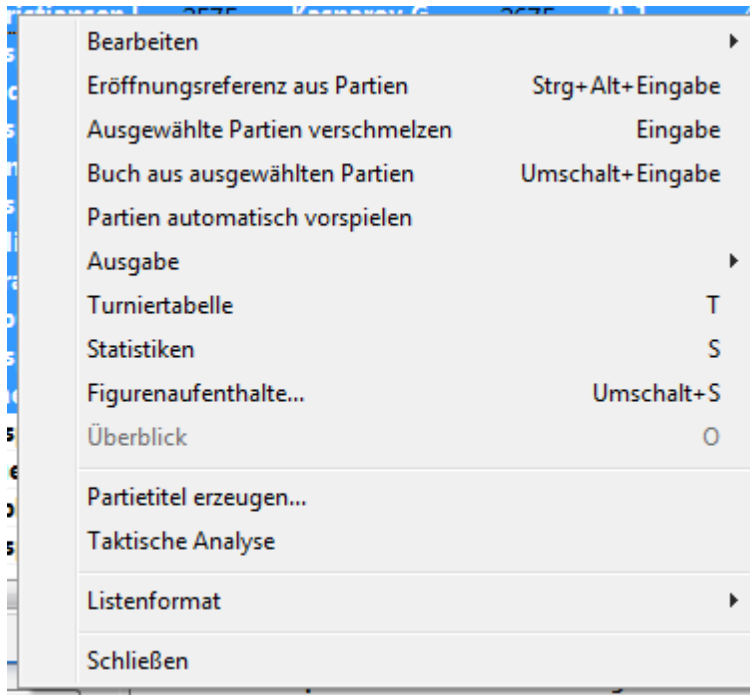 Bearbeiten
Eröffnungsreferenz aus Partien Strg+Alt+Eingabe
Ausgewählte Partien verschmelzen Eingabe
Buch aus ausgewählten Partien Umschalt+Eingabe
Partien automatisch vorspielen
Ausgabe
Turniertabelle T
Statistiken S
Figurenaufenthalte... Umschalt+S
Überblick O
Partietitel erzeugen...
Taktische Analyse
Listenformat
Schließen